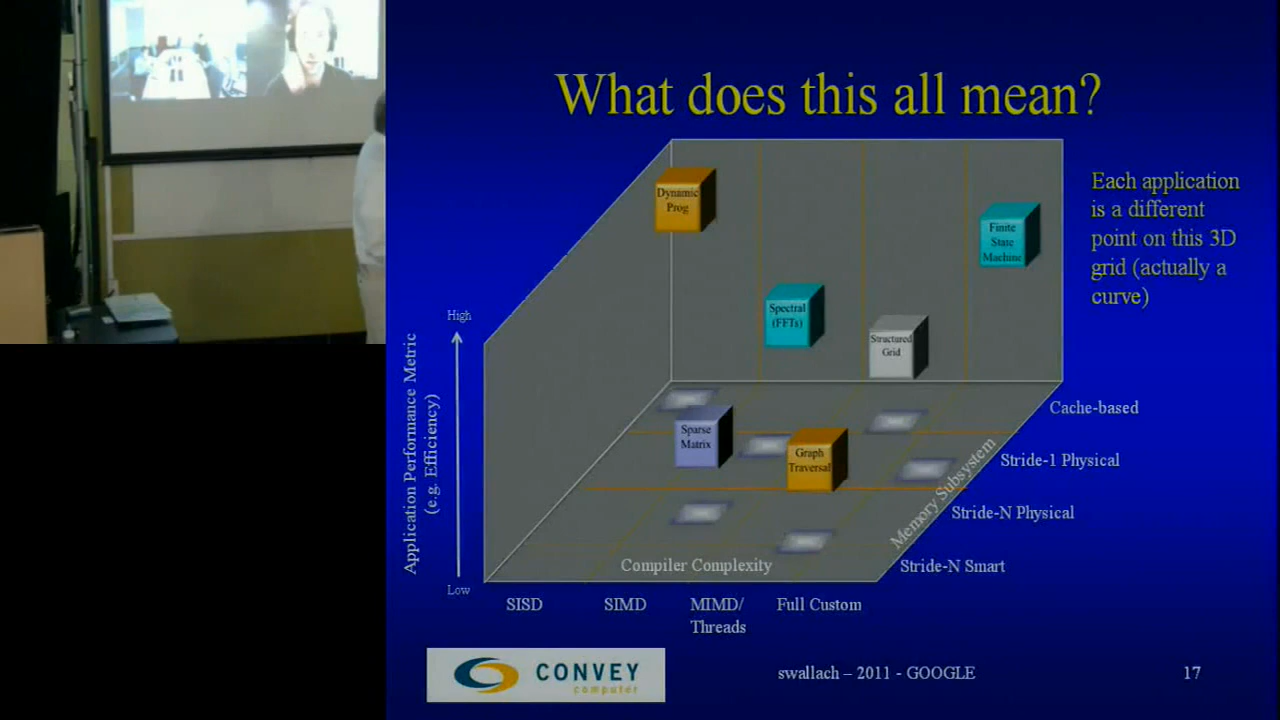 What does this all mean?
Each application
is a different
point on this 3D
grid (actually a
curve)
Dynamic
Prog
Finite
State
Machine
Spectral
(FFTs)
Structured
Grid
Sparse
Matrix
Graph
Traversal
High
Application Performance Metric
(e.g. Efficiency)
Low
Cache-based
Stride-1 Physical
Stride-N Physical
Stride-N Smart
Memory Subsystem
Compiler Complexity
SISD
SIMD
MIMD/
Threads
Full Custom
CONVEY
computer
swallach – 2011 - GOOGLE
17